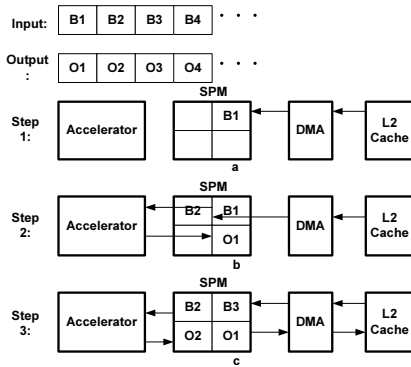 Input: B1 B2 B3 B4 . . .
Output : O1 O2 O3 O4 . . .
SPM
Step 1: Accelerator B1 DMA L2 Cache
a
SPM
Step 2: Accelerator B2 B1 O1 DMA L2 Cache
b
SPM
Step 3: Accelerator B2 B3 O2 O1 DMA L2 Cache
c